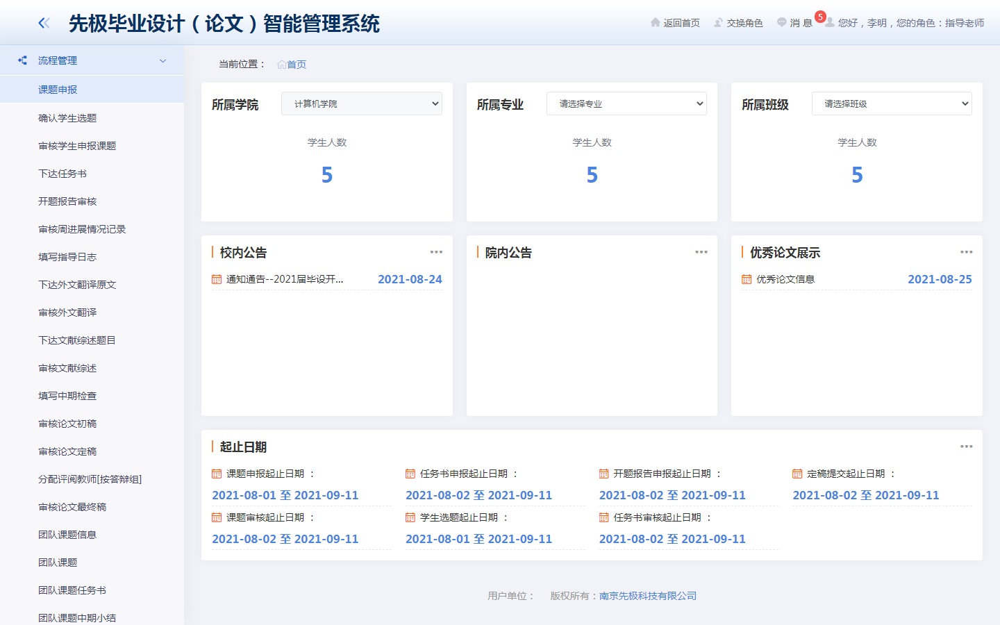 先极毕业设计（论文）智能管理系统
返回首页 交换角色 消 息 5 您好，李明，您的角色：指导老师
流程管理
课题申报
确认学生选题
审核学生申报课题
下达任务书
开题报告审核
审核周进展情况记录
填写指导日志
下达外文翻译原文
审核外文翻译
下达文献综述题目
审核文献综述
填写中期检查
审核论文初稿
审核论文定稿
分配评阅教师[按答辩组]
审核论文最终稿
团队课题信息
团队课题
团队课题任务书
团队课题中期小结
当前位置： 首页
所属学院 计算机学院
学生人数
5
所属专业 请选择专业
学生人数
5
所属班级 请选择班级
学生人数
5
校内公告
通知通告--2021届毕设开... 2021-08-24
院内公告
优秀论文展示
优秀论文信息 2021-08-25
起止日期
课题申报起止日期 ：
2021-08-01 至 2021-09-11
任务书申报起止日期 ：
2021-08-02 至 2021-09-11
开题报告申报起止日期 ：
2021-08-02 至 2021-09-11
定稿提交起止日期 ：
2021-08-02 至 2021-09-11
课题审核起止日期 ：
2021-08-02 至 2021-09-11
学生选题起止日期 ：
2021-08-01 至 2021-09-11
任务书审核起止日期 ：
2021-08-02 至 2021-09-11
用户单位： 版权所有：南京先极科技有限公司